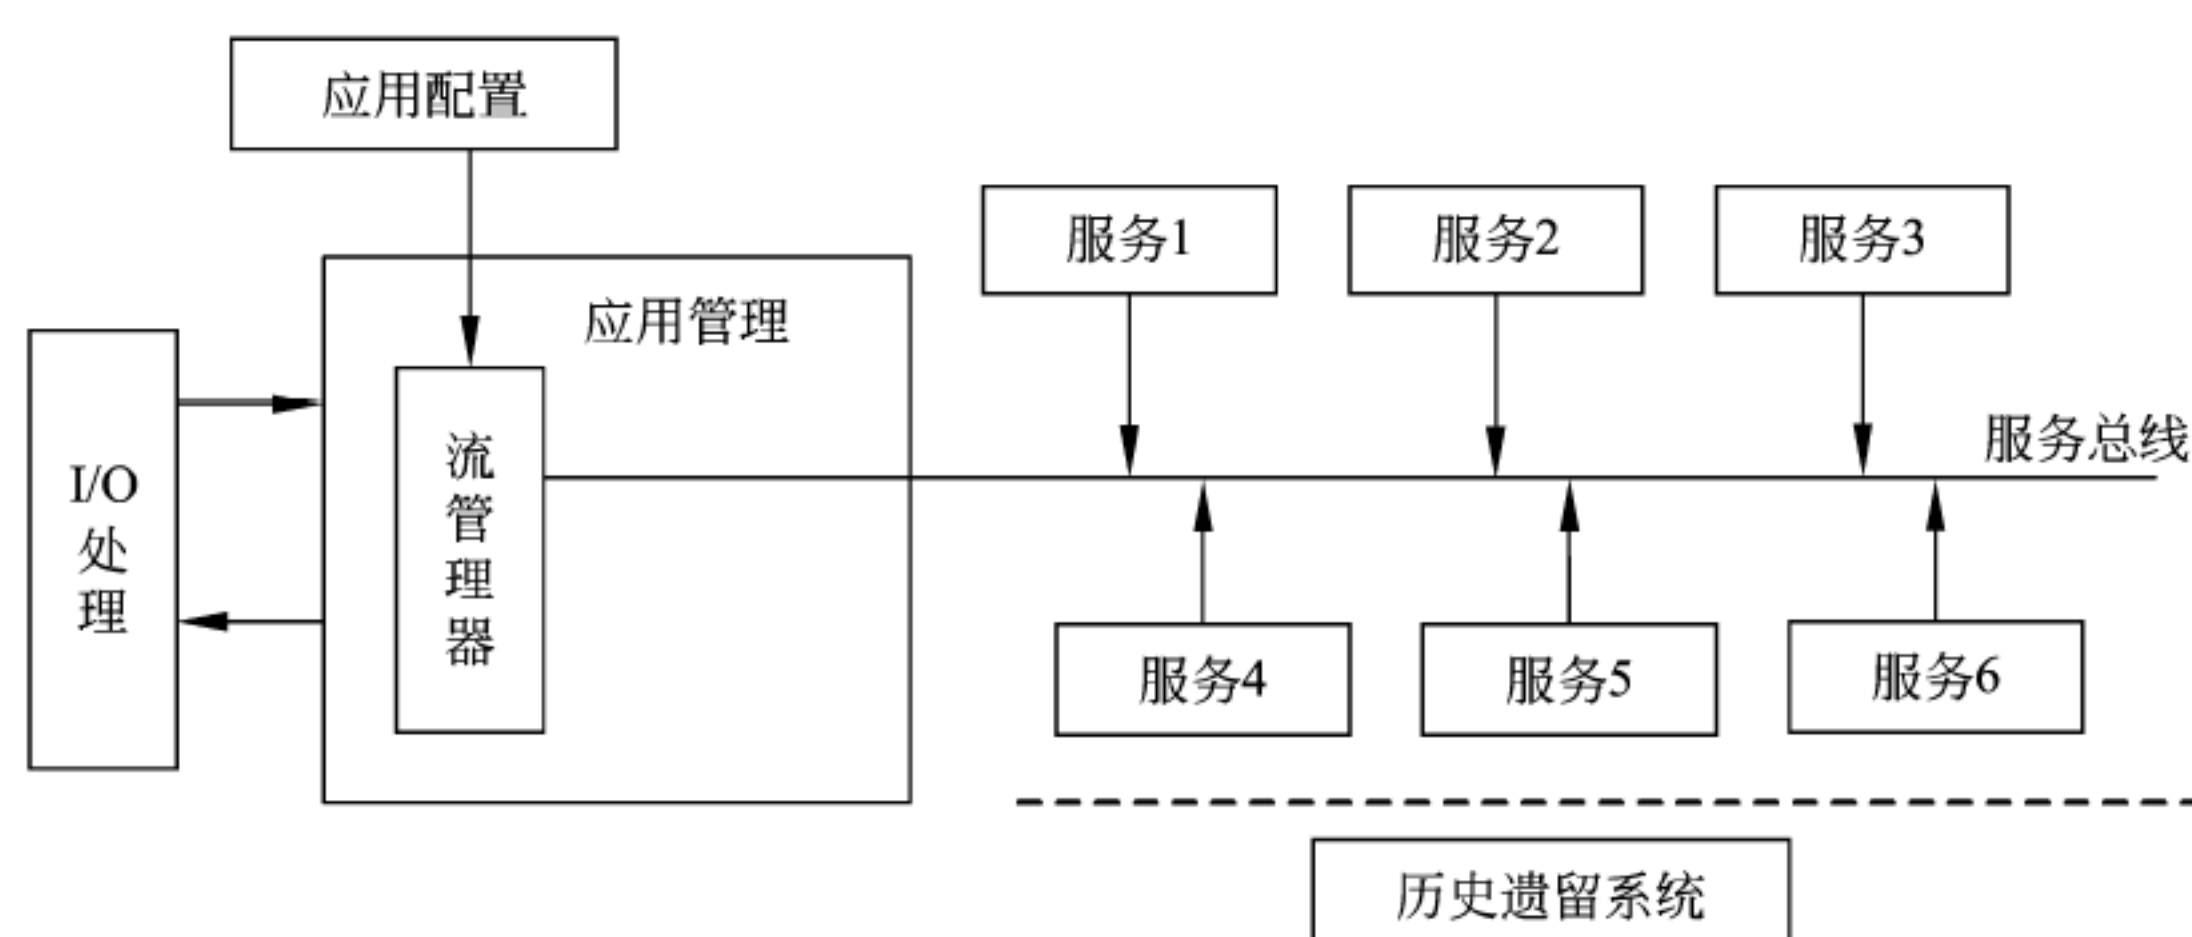 应用配置
应用管理
I/O
处
理
流
管
理
器
服务1
服务2
服务3
服务总线
服务4
服务5
服务6
历史遗留系统